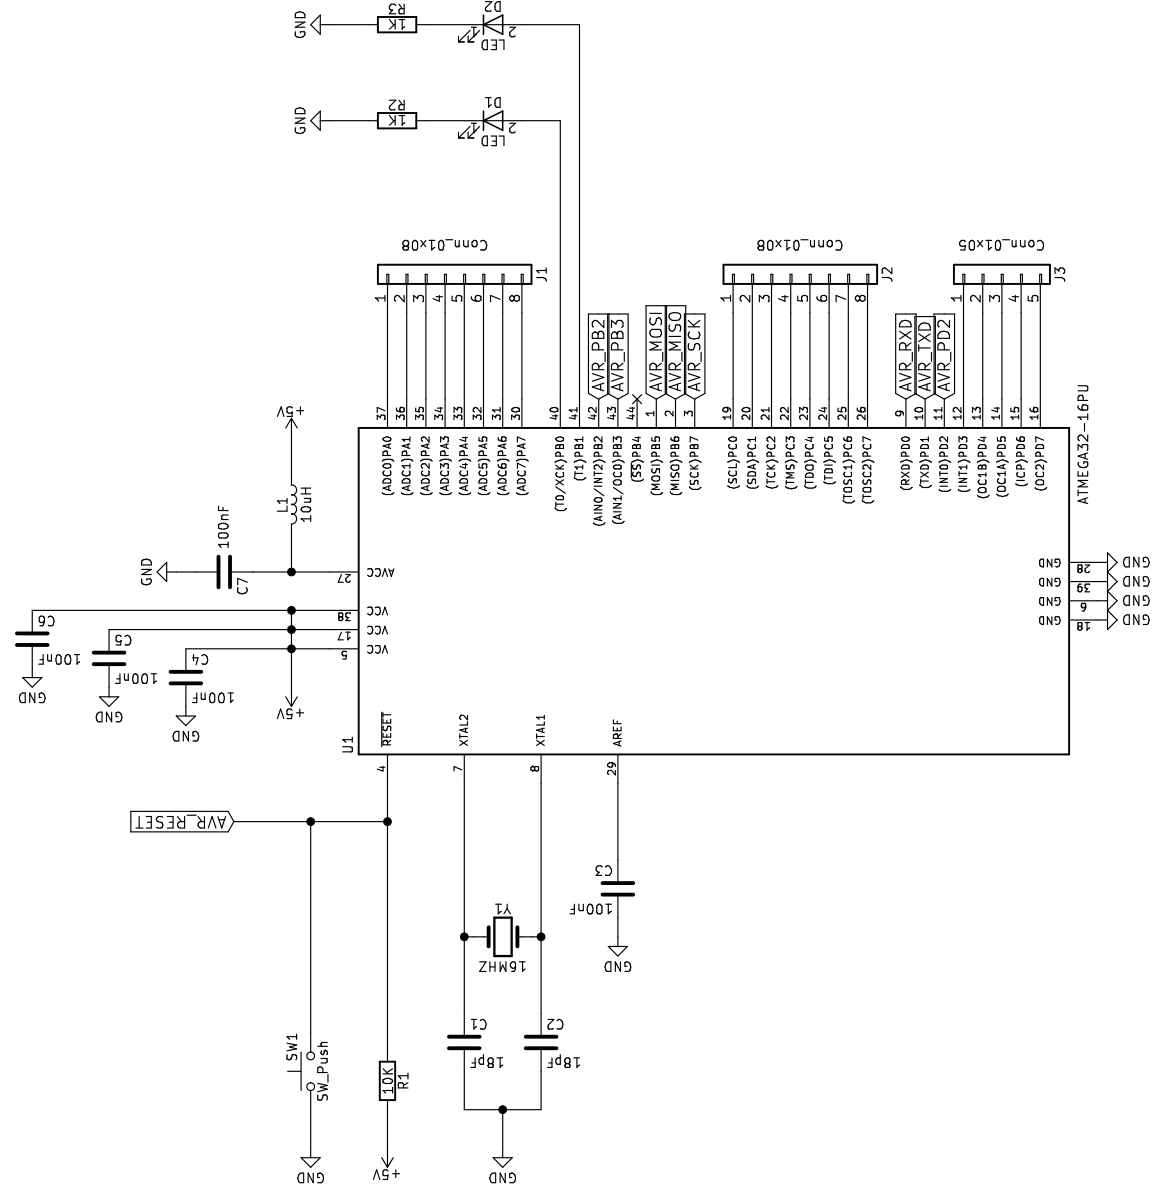 GND
R3
1K
D2
1
2
LED
GND
R2
1K
D1
1
2
LED
Conn_01x08
J1
1
2
3
4
5
6
7
8
Conn_01x08
J2
1
2
3
4
5
6
7
8
Conn_01x05
J3
1
2
3
4
5
AVR_PB2
AVR_PB3
AVR_MOSI
AVR_MISO
AVR_SCK
AVR_RXD
AVR_TXD
AVR_PD2
37
36
35
34
33
32
31
30
40
41
42
43
44
1
2
3
19
20
21
22
23
24
25
26
9
10
11
12
13
14
15
16
(ADC0)PA0
(ADC1)PA1
(ADC2)PA2
(ADC3)PA3
(ADC4)PA4
(ADC5)PA5
(ADC6)PA6
(ADC7)PA7
(T0/XCK)PB0
(T1)PB1
(AIN0/INT2)PB2
(AIN1/OC0)PB3
(SS)PB4
(MOSI)PB5
(MISO)PB6
(SCK)PB7
(SCL)PC0
(SDA)PC1
(TCK)PC2
(TMS)PC3
(TDO)PC4
(TDI)PC5
(TOSC1)PC6
(TOSC2)PC7
(RXD)PD0
(TXD)PD1
(INT0)PD2
(INT1)PD3
(OC1B)PD4
(OC1A)PD5
(ICP)PD6
(OC2)PD7
ATMEGA32-16PU
+5V
L1
10uH
GND
C7
100nF
27
AVCC
38
VCC
17
VCC
5
VCC
C6
100nF
GND
C5
100nF
GND
C4
100nF
GND
+5V
GND
28
GND
GND
39
GND
GND
6
GND
GND
18
GND
U1
RESET
XTAL2
XTAL1
AREF
4
7
8
29
AVR_RESET
C3
100nF
GND
Y1
16MHZ
C1
18pF
C2
18pF
SW1
SW_Push
10K
R1
GND
+5V
GND